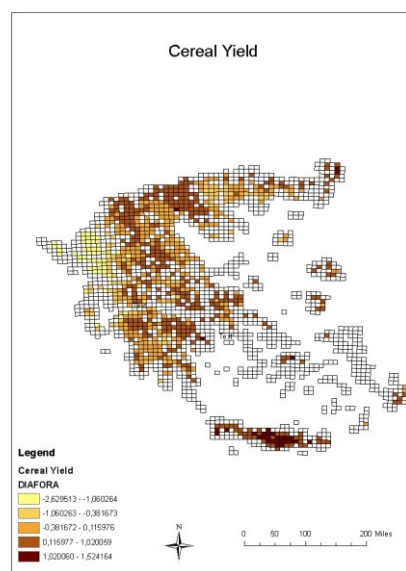 Cereal Yield
Text
Legend
Cereal Yield
DIAFORA
-2,629513 - -1,060264
-1,060263 - -0,381673
-0,381672 - 0,115976
0,115977 - 1,020059
1,020060 - 1,524164
N
0 50 100 200 Miles